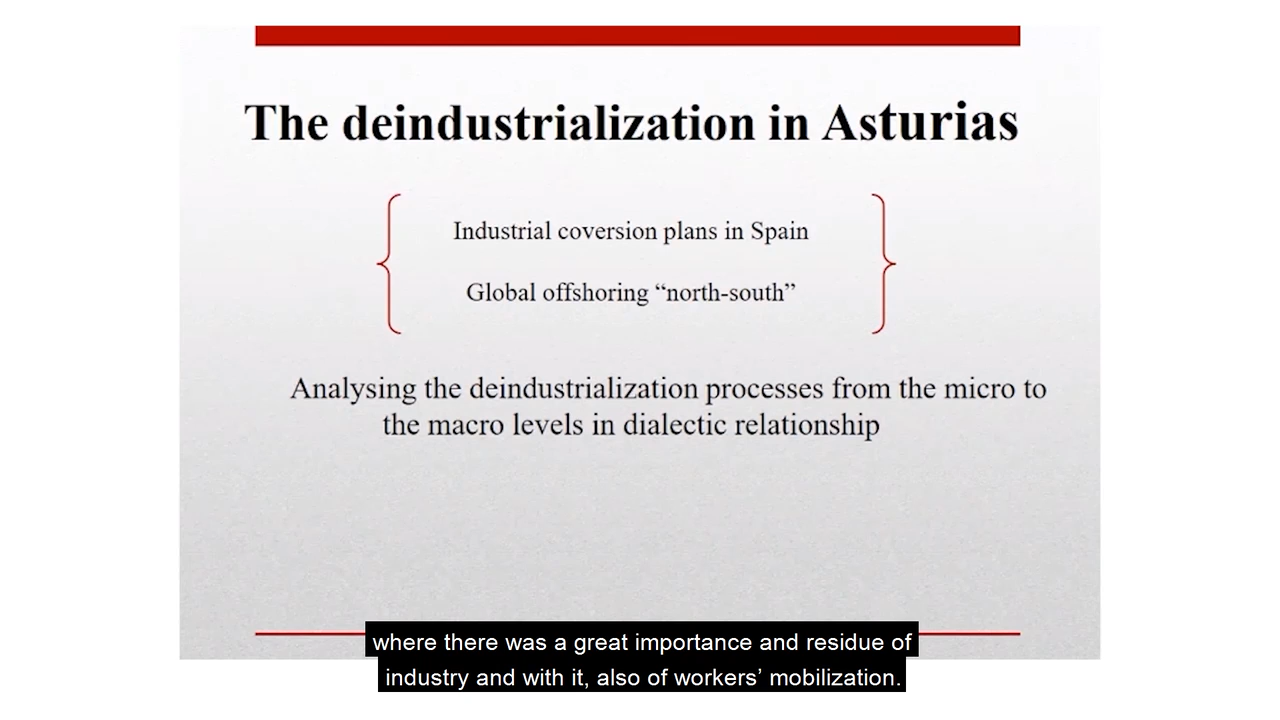 The deindustrialization in Asturias
Industrial coversion plans in Spain
Global offshoring “north-south”
Analysing the deindustrialization processes from the micro to
the macro levels in dialectic relationship
where there was a great importance and residue of
industry and with it, also of workers’ mobilization.